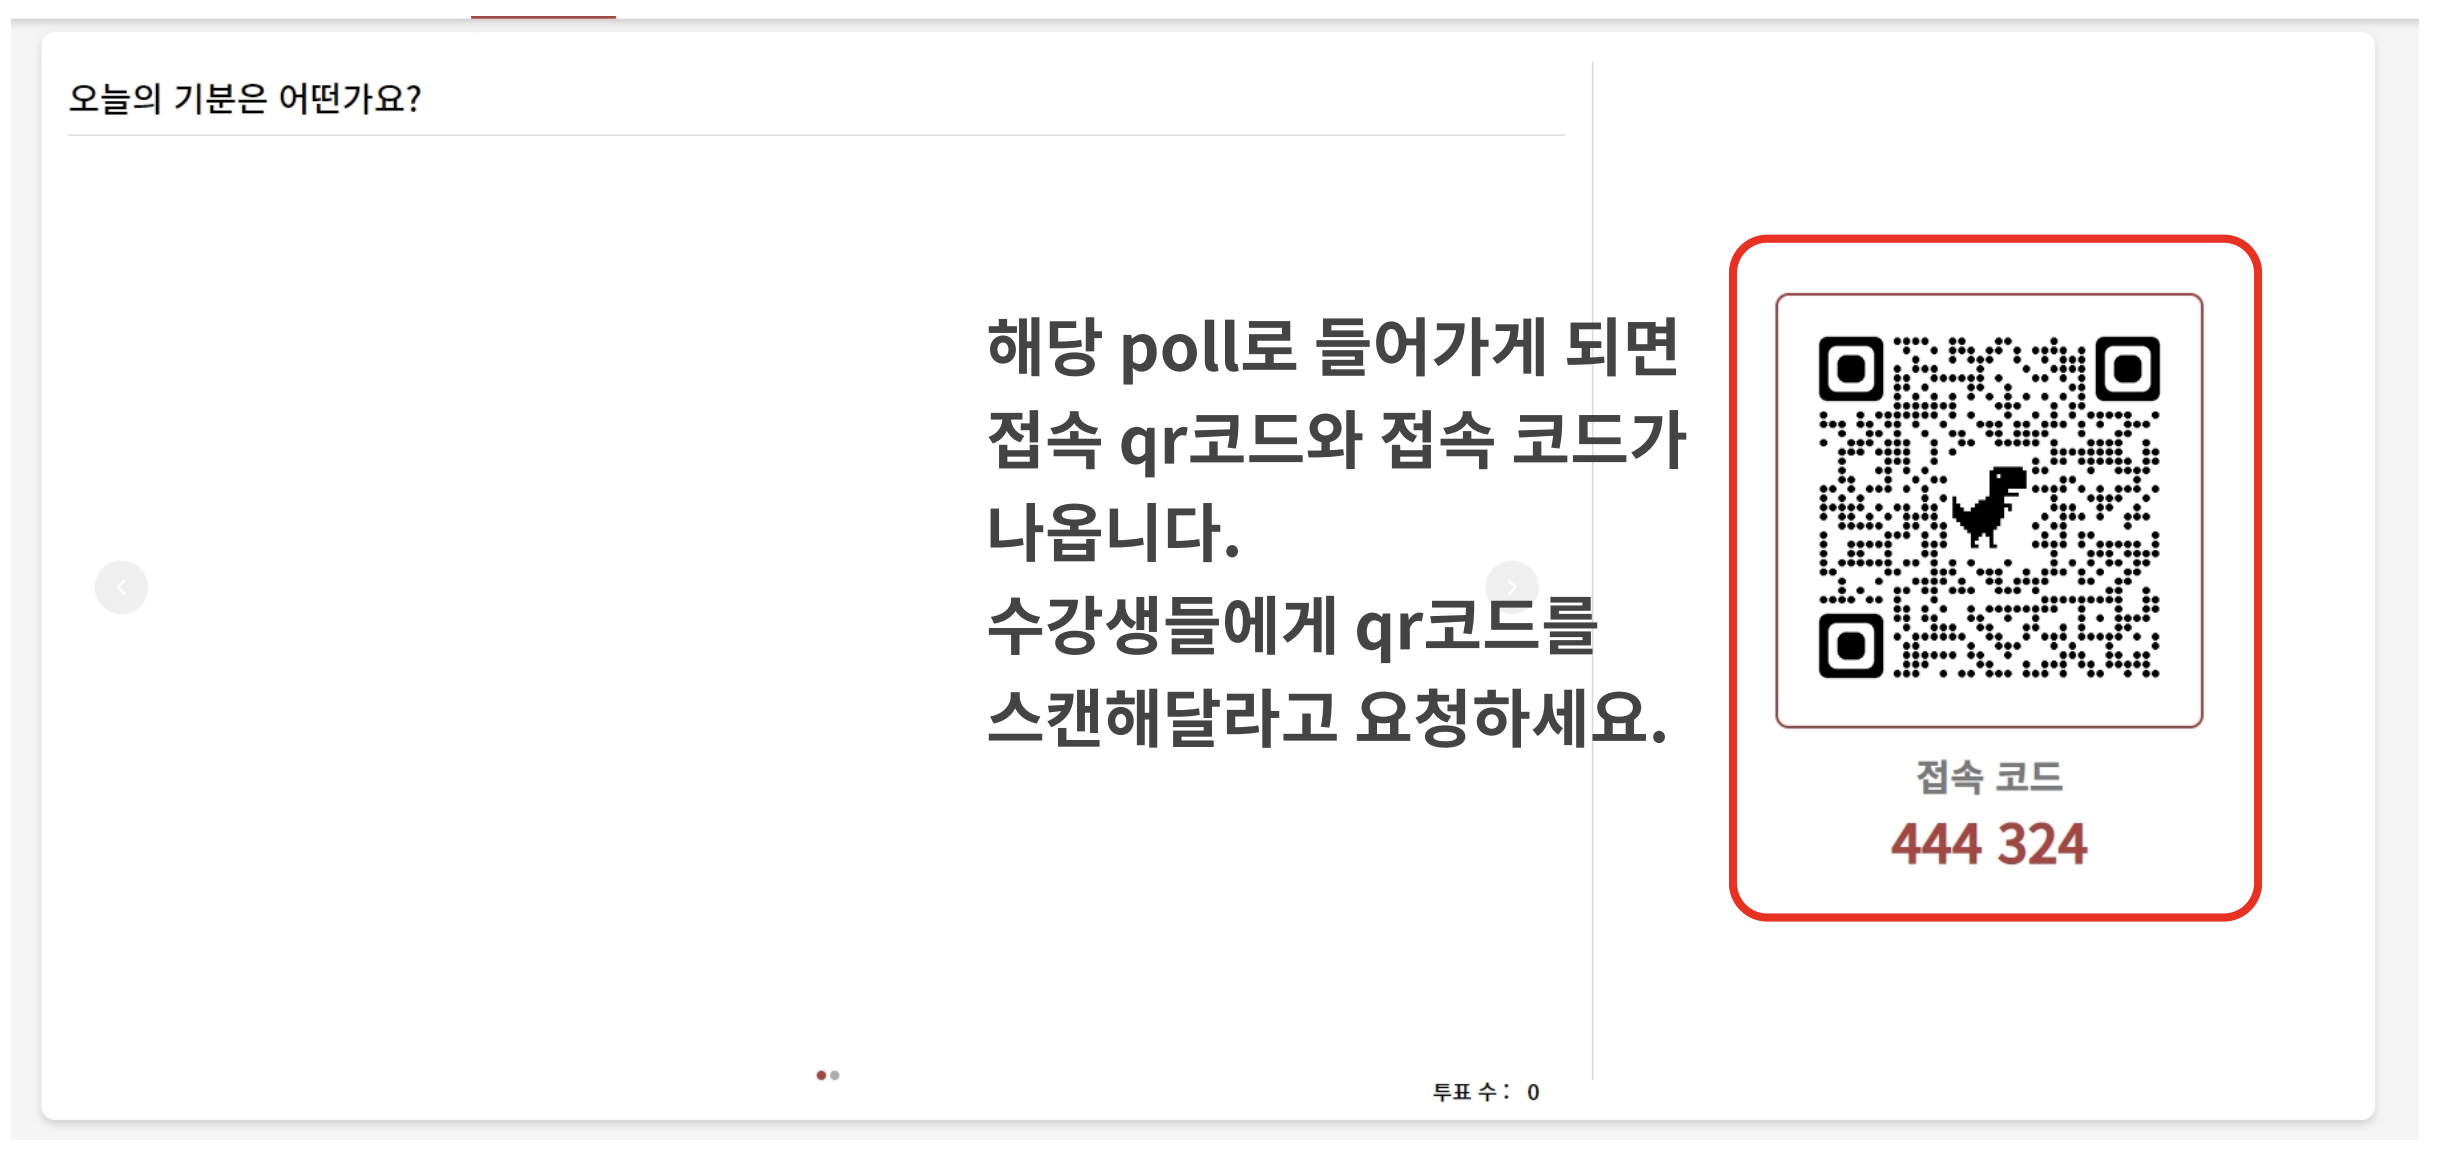 오늘의 기분은 어떤가요?
해당 poll로 들어가게 되면
접속 qr코드와 접속 코드가
나옵니다.
수강생들에게 qr코드를
스캔해달라고 요청하세요.
접속 코드
444 324
투표 수 : 0